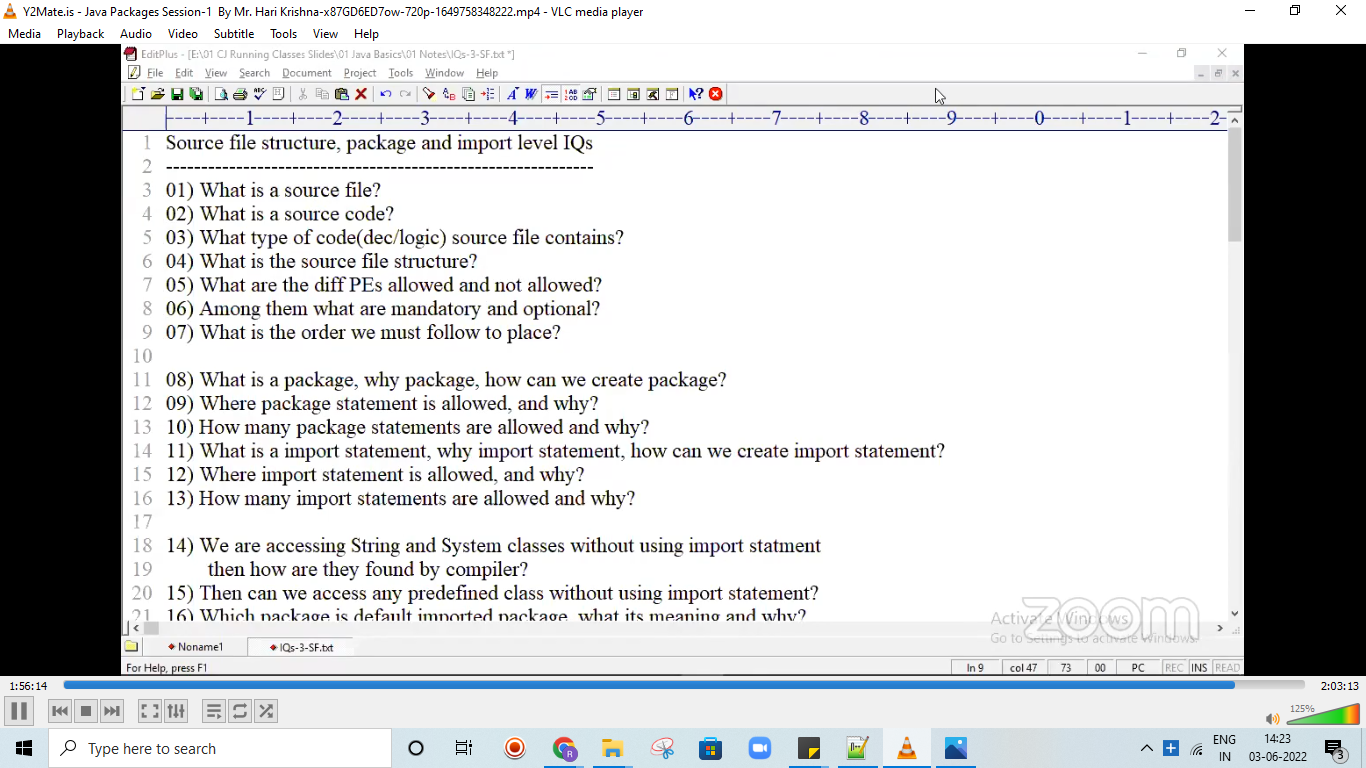 Y2Mate.is - Java Packages Session-1 By Mr. Hari Krishna-x87GD6ED7ow-720p-1649758348222.mp4 - VLC media player
Media Playback Audio Video Subtitle Tools View Help
EditPlus - [E:\01 CJ Running Classes Slides\01 Java Basics\01 Notes\IQs-3-SF.txt *]
File Edit View Search Document Project Tools Window Help
----+----1----+----2----+----3----+----4----+----5----+----6----+----7----+----8----+----9----+----0----+----1----+----2-
1 Source file structure, package and import level IQs
2 -------------------------------------------------------------
3 01) What is a source file?
4 02) What is a source code?
5 03) What type of code(dec/logic) source file contains?
6 04) What is the source file structure?
7 05) What are the diff PEs allowed and not allowed?
8 06) Among them what are mandatory and optional?
9 07) What is the order we must follow to place?
10
11 08) What is a package, why package, how can we create package?
12 09) Where package statement is allowed, and why?
13 10) How many package statements are allowed and why?
14 11) What is a import statement, why import statement, how can we create import statement?
15 12) Where import statement is allowed, and why?
16 13) How many import statements are allowed and why?
17
18 14) We are accessing String and System classes without using import statment
19 then how are they found by compiler?
20 15) Then can we access any predefined class without using import statement?
21 16) Which package is default imported package, what its meaning and why?
Activate Windows
Go to Settings to activate Windows.
zoom
Noname1 IQs-3-SF.txt
For Help, press F1 ln 9 col 47 73 00 PC REC INS READ
1:56:14 2:03:13
125%
Type here to search
ENG 14:23
IN 03-06-2022
3